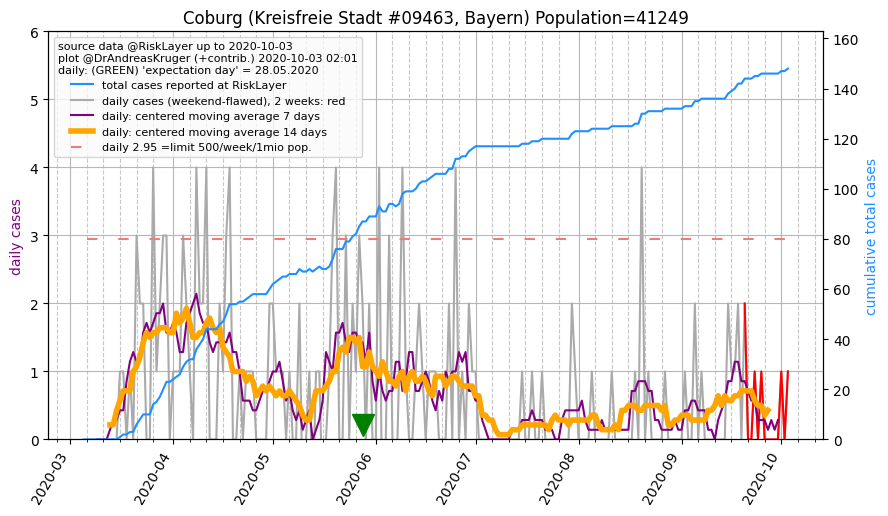 Coburg (Kreisfreie Stadt #09463, Bayern) Population=41249
source data @RiskLayer up to 2020-10-03
plot @DrAndreasKruger (+contrib.) 2020-10-03 02:01
daily: (GREEN) 'expectation day' = 28.05.2020
total cases reported at RiskLayer
daily cases (weekend-flawed), 2 weeks: red
daily: centered moving average 7 days
daily: centered moving average 14 days
daily 2.95 =limit 500/week/1mio pop.
daily cases
6
5
4
3
2
1
0
cumulative total cases
160
140
120
100
80
60
40
20
0
2020-03
2020-04
2020-05
2020-06
2020-07
2020-08
2020-09
2020-10